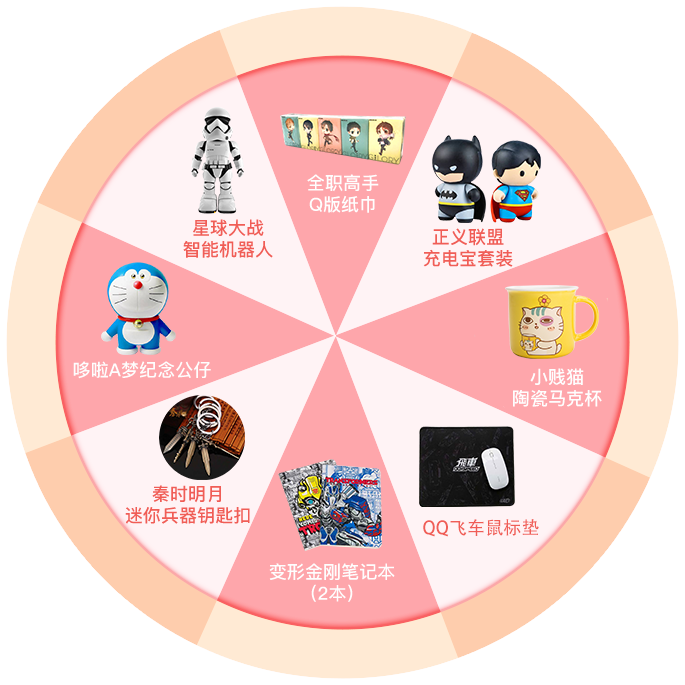 全职高手
Q版纸巾
星球大战
智能机器人
正义联盟
充电宝套装
哆啦A梦纪念公仔
小贱猫
陶瓷马克杯
秦时明月
迷你兵器钥匙扣
飛車
QQ飞车鼠标垫
变形金刚笔记本
（2本）